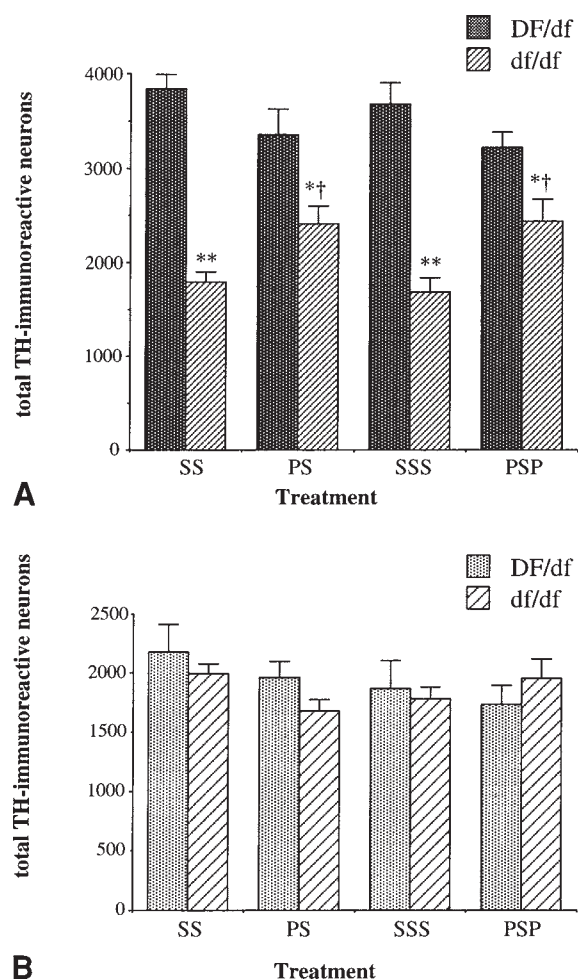 DF/df
df/df
total TH-immunoreactive neurons
4000
3000
2000
1000
0
**
*†
**
*†
SS PS SSS PSP
A
Treatment
DF/df
df/df
total TH-immunoreactive neurons
2500
2000
1500
1000
500
0
SS PS SSS PSP
B
Treatment